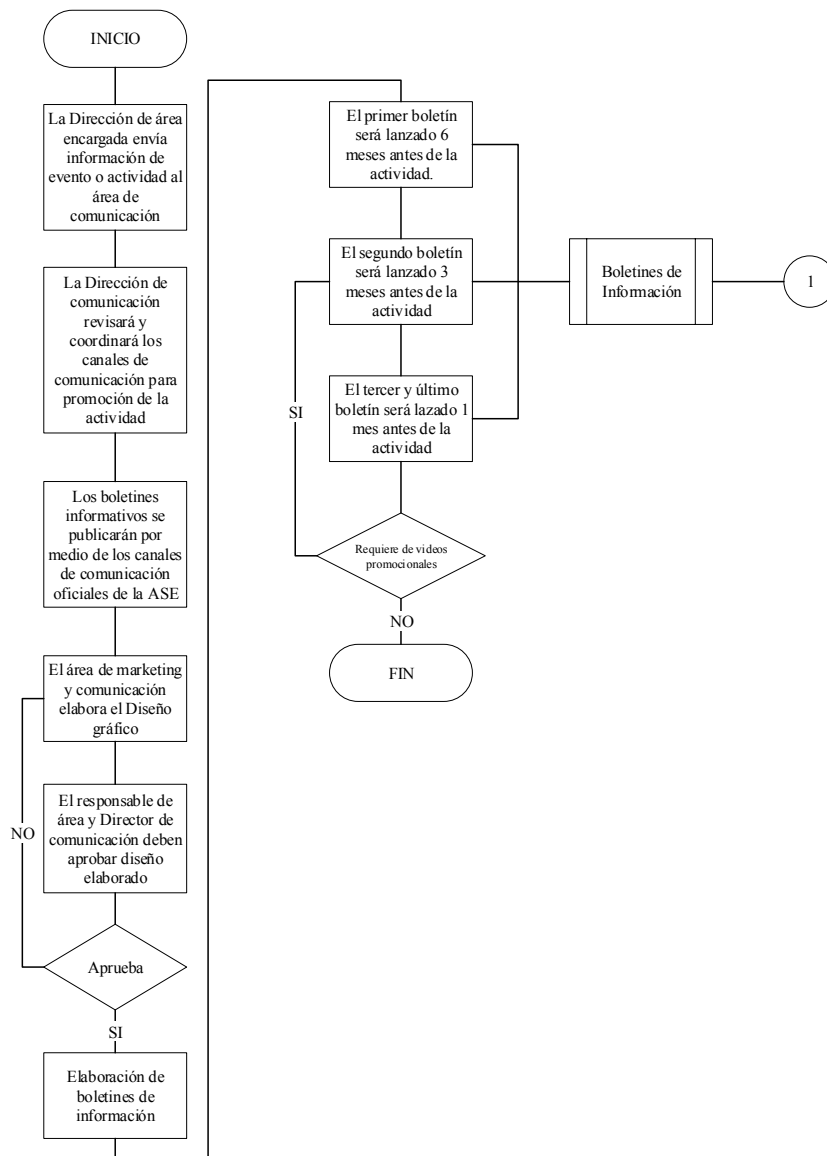 INICIO
La Dirección de área
encargada envía
información de
evento o actividad al
área de
comunicación
La Dirección de
comunicación
revisará y
coordinará los
canales de
comunicación para
promoción de la
actividad
Los boletines
informativos se
publicarán por
medio de los canales
de comunicación
oficiales de la ASE
El área de marketing
y comunicación
elabora el Diseño
gráfico
NO
El responsable de
área y Director de
comunicación deben
aprobar diseño
elaborado
Aprueba
SI
Elaboración de
boletines de
información
El primer boletín
será lanzado 6
meses antes de la
actividad.
El segundo boletín
será lanzado 3
meses antes de la
actividad
SI
El tercer y último
boletín será lazado 1
mes antes de la
actividad
Requiere de videos
promocionales
NO
FIN
Boletines de
Información
1